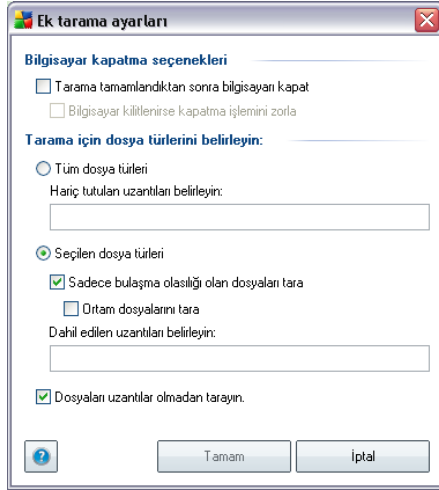 Ek tarama ayarları
Bilgisayar kapatma seçenekleri
Tarama tamamlandıktan sonra bilgisayarı kapat
Bilgisayar kilitlenirse kapatma işlemini zorla
Tarama için dosya türlerini belirleyin:
Tüm dosya türleri
Hariç tutulan uzantıları belirleyin:
Seçilen dosya türleri
Sadece bulaşma olasılığı olan dosyaları tara
Ortam dosyalarını tara
Dahil edilen uzantıları belirleyin:
Dosyaları uzantılar olmadan tarayın.
? Tamam İptal